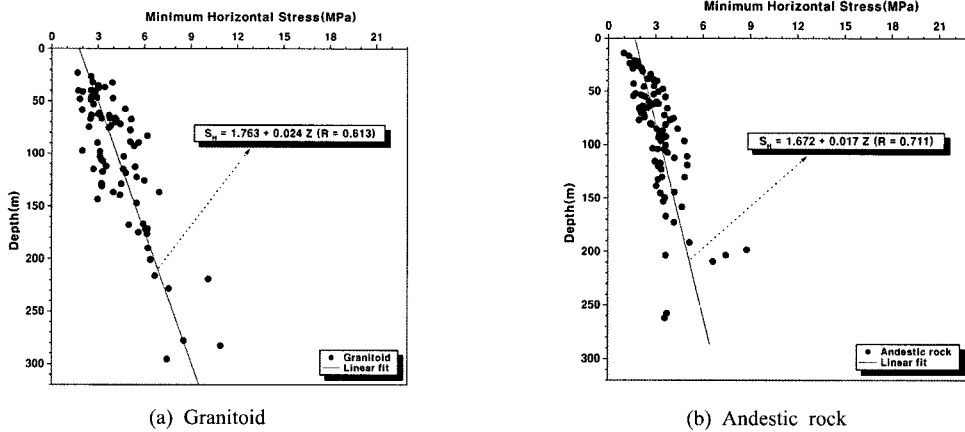 Minimum Horizontal Stress(MPa)
0 3 6 9 12 15 18 21
Depth(m)
0
50
100
150
200
250
300
S_H = 1.763 + 0.024 Z (R = 0.613)
Granitoid
Linear fit
(a) Granitoid
Minimum Horizontal Stress(MPa)
0 3 6 9 12 15 18 21
Depth(m)
0
50
100
150
200
250
300
S_H = 1.672 + 0.017 Z (R = 0.711)
Andestic rock
Linear fit
(b) Andestic rock